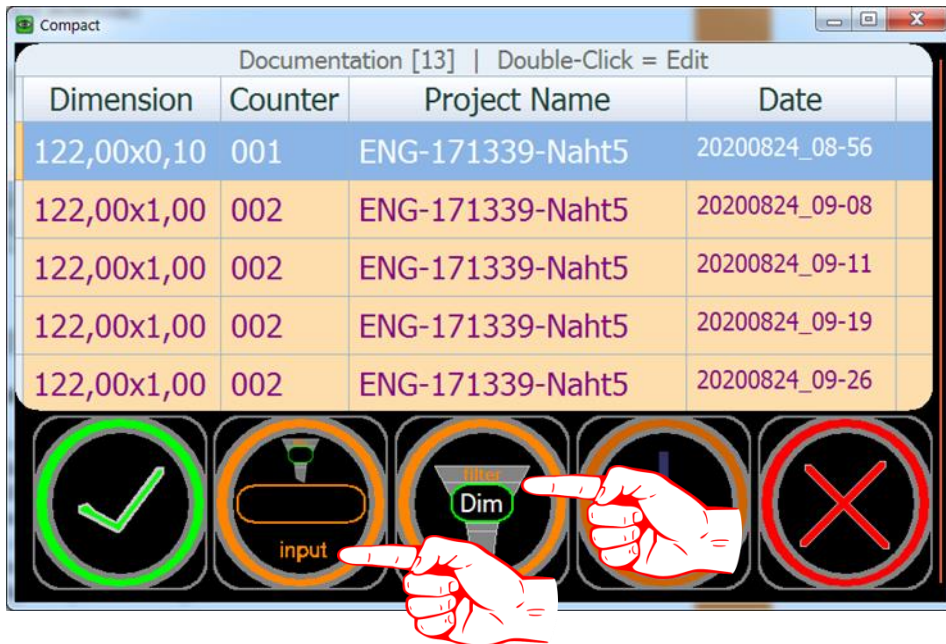 Compact
Documentation [13] | Double-Click = Edit
Dimension Counter Project Name Date
122,00x0,10 001 ENG-171339-Naht5 20200824_08-56
122,00x1,00 002 ENG-171339-Naht5 20200824_09-08
122,00x1,00 002 ENG-171339-Naht5 20200824_09-11
122,00x1,00 002 ENG-171339-Naht5 20200824_09-19
122,00x1,00 002 ENG-171339-Naht5 20200824_09-26
filter
Dim
input